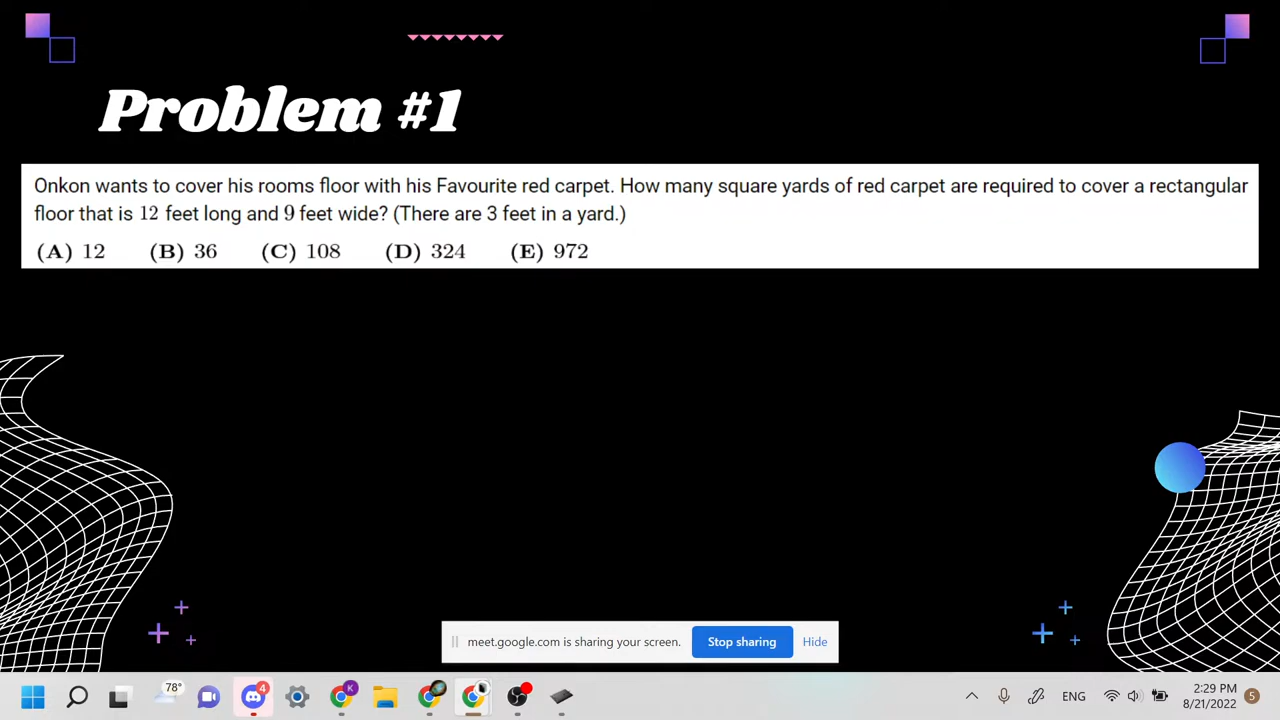 Problem #1
Onkon wants to cover his rooms floor with his Favourite red carpet. How many square yards of red carpet are required to cover a rectangular
floor that is 12 feet long and 9 feet wide? (There are 3 feet in a yard.)
(A) 12 (B) 36 (C) 108 (D) 324 (E) 972
meet.google.com is sharing your screen. Stop sharing Hide
78° 4 K ENG 2:29 PM 5
8/21/2022